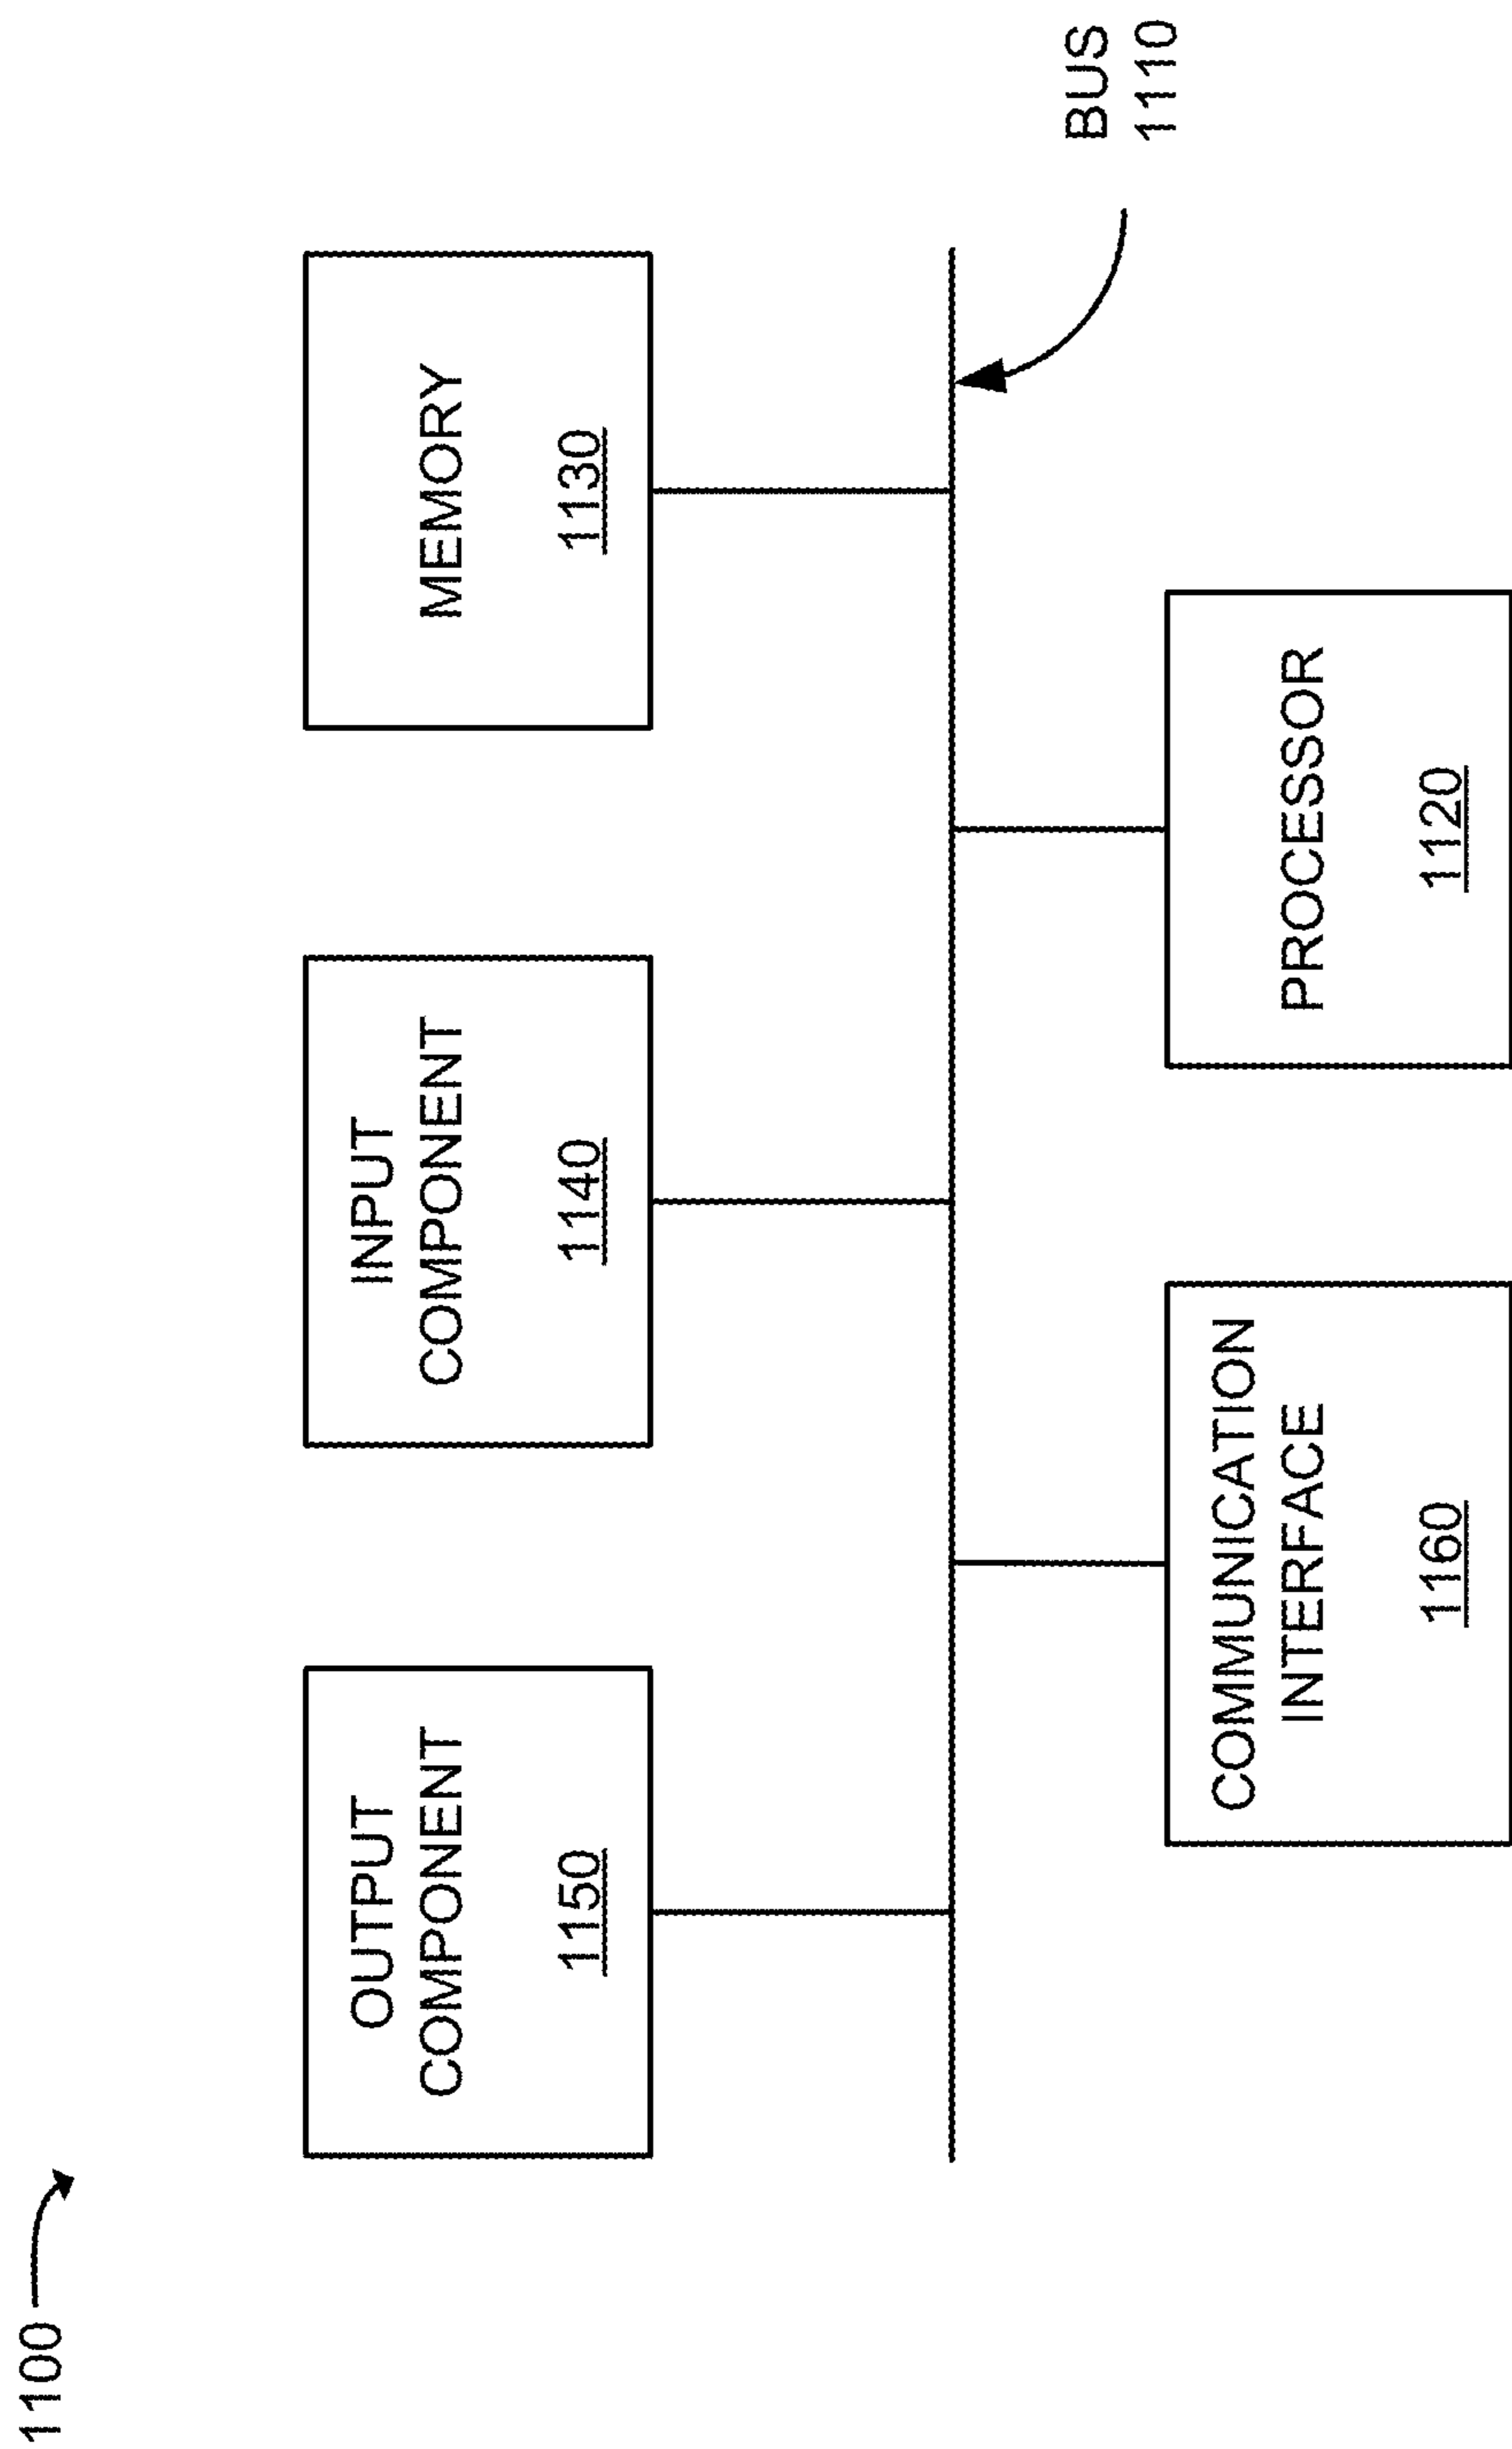 1100
OUTPUT
COMPONENT
1150
INPUT
COMPONENT
1140
MEMORY
1130
BUS
1110
COMMUNICATION
INTERFACE
1160
PROCESSOR
1120